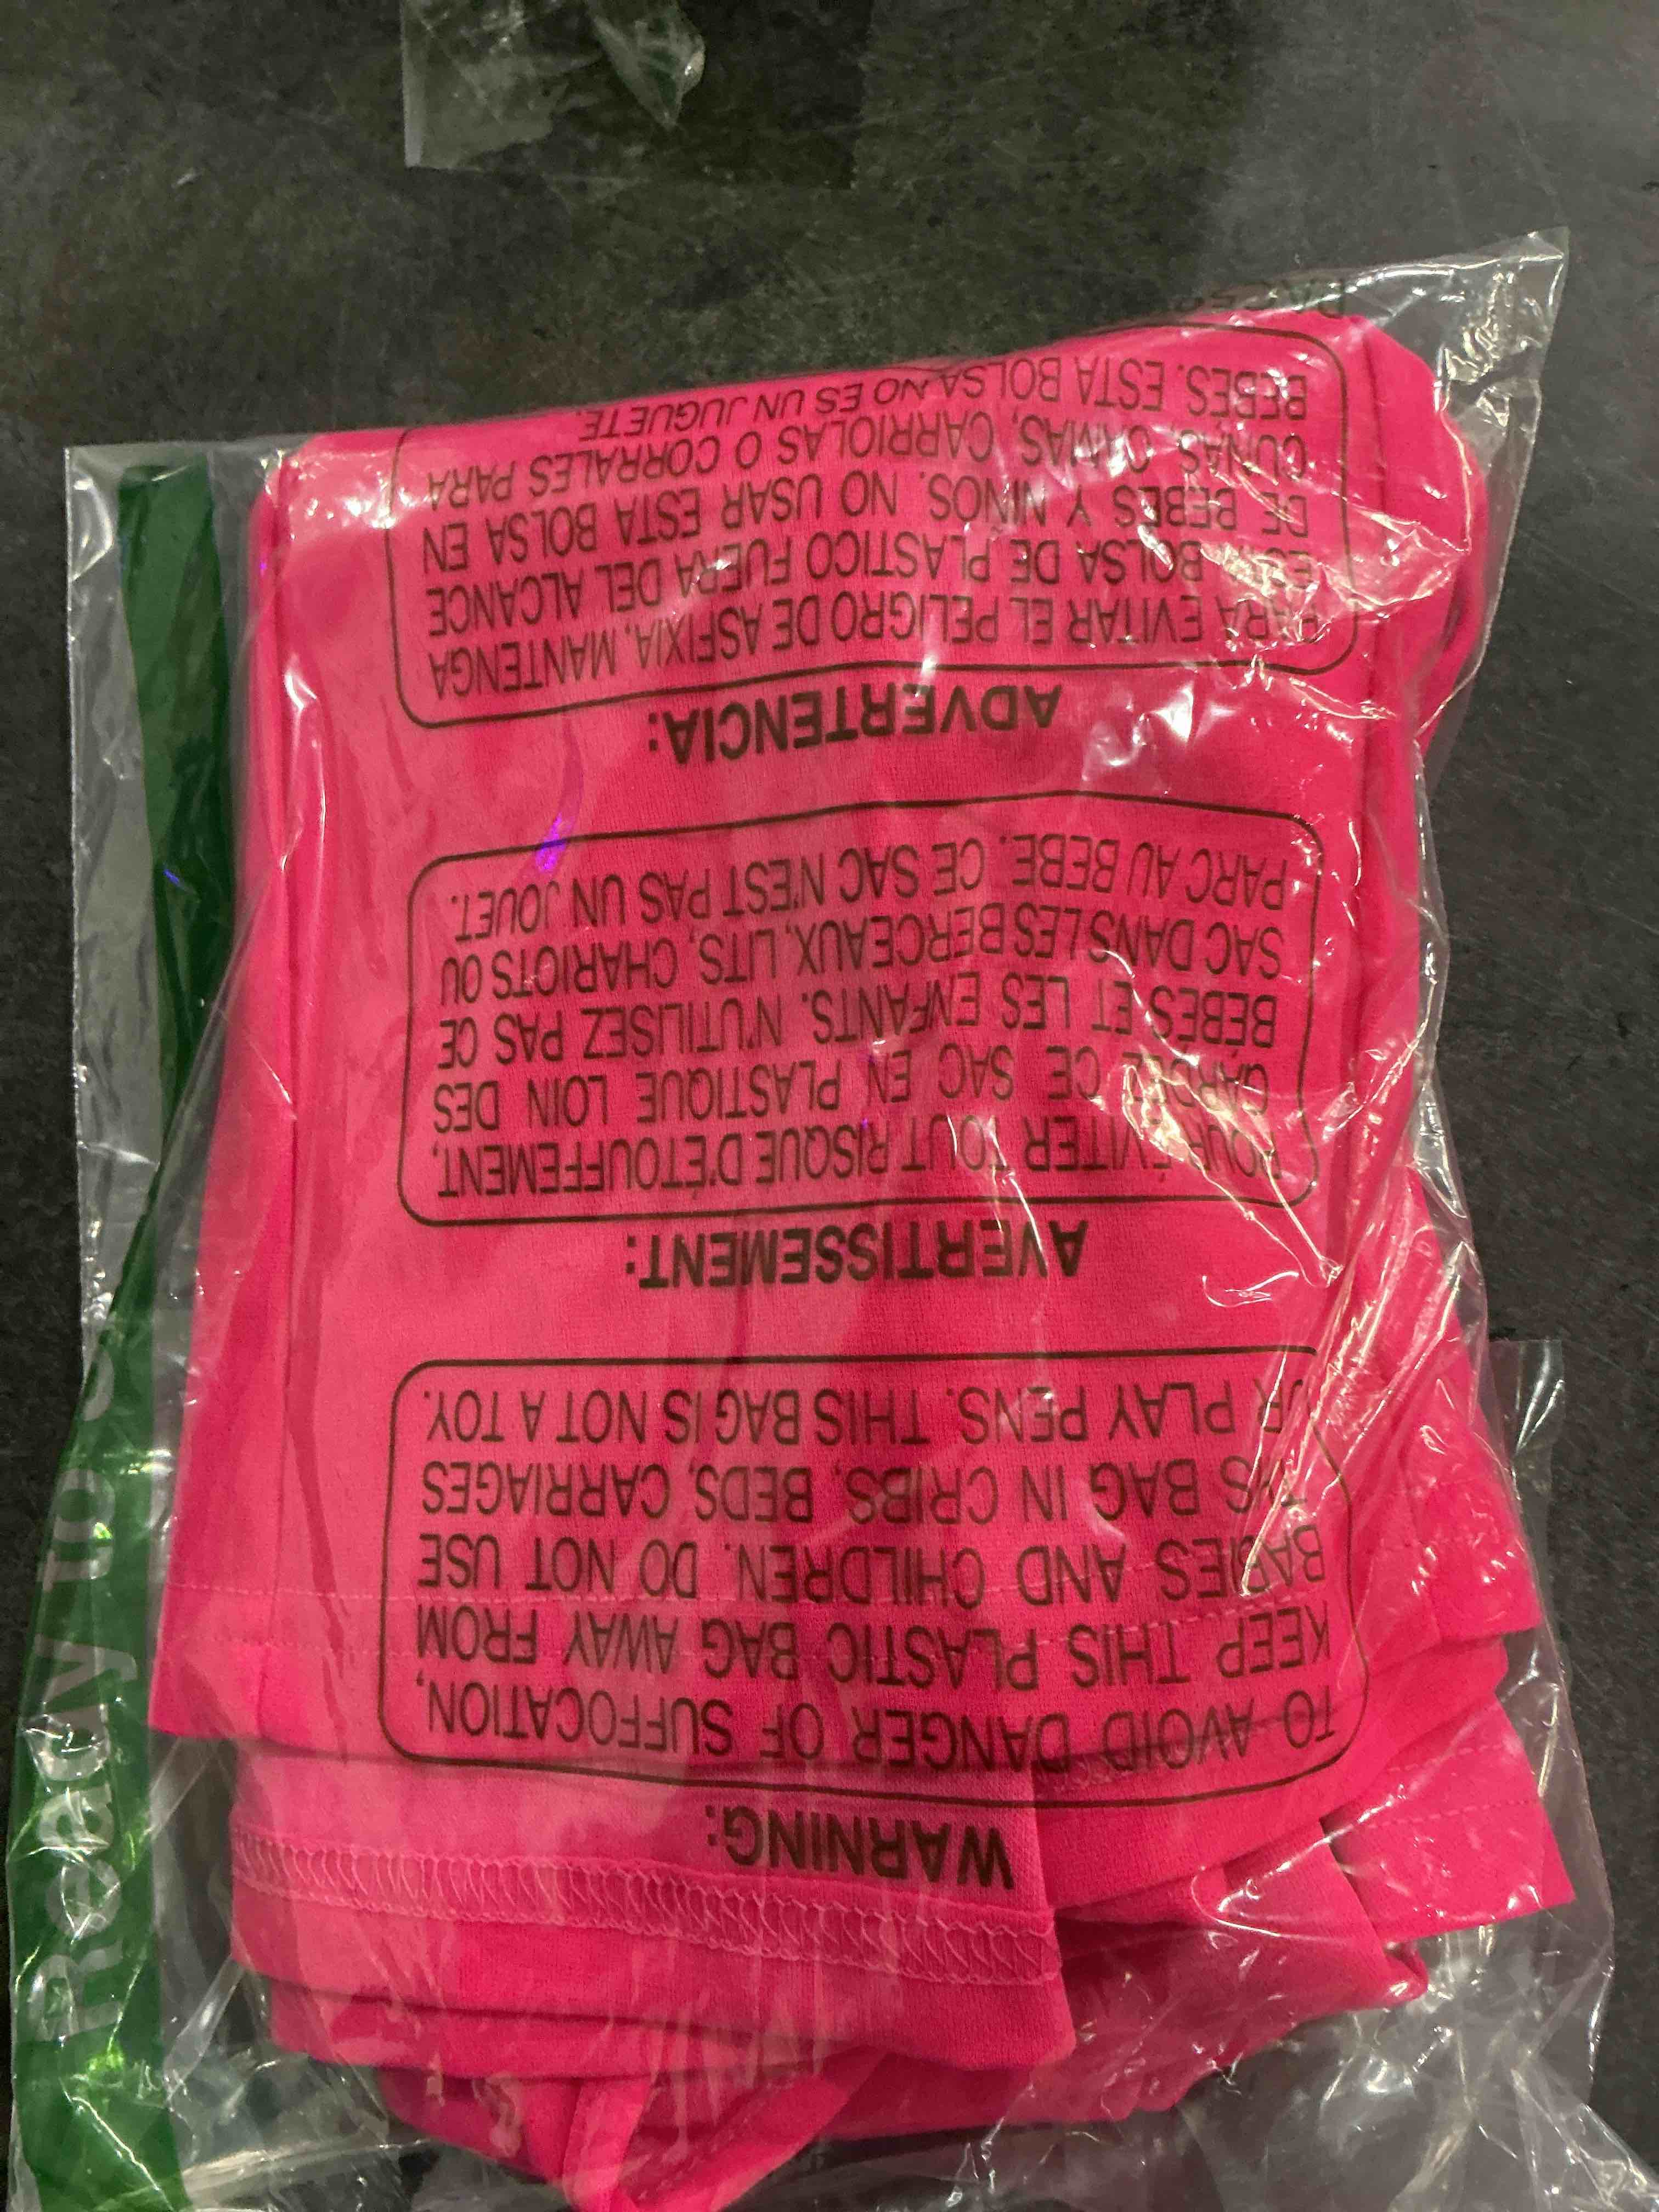 WARNING:
TO AVOID DANGER OF SUFFOCATION,
KEEP THIS PLASTIC BAG AWAY FROM
BABIES AND CHILDREN. DO NOT USE
THIS BAG IN CRIBS, BEDS, CARRIAGES
OR PLAY PENS. THIS BAG IS NOT A TOY.
AVERTISSEMENT:
POUR ÉVITER TOUT RISQUE D'ÉTOUFFEMENT,
GARDEZ CE SAC EN PLASTIQUE LOIN DES
BÉBÉS ET LES ENFANTS. N'UTILISEZ PAS CE
SAC DANS LES BERCEAUX, LITS, CHARIOTS OU
PARC AU BEBE. CE SAC N'EST PAS UN JOUET.
ADVERTENCIA:
PARA EVITAR EL PELIGRO DE ASFIXIA, MANTENGA
ESTA BOLSA DE PLASTICO FUERA DEL ALCANCE
DE BEBES Y NIÑOS. NO USAR ESTA BOLSA EN
CUNAS, CAMAS, CARRIOLAS O CORRALES PARA
BEBES. ESTA BOLSA NO ES UN JUGUETE.
Ready to